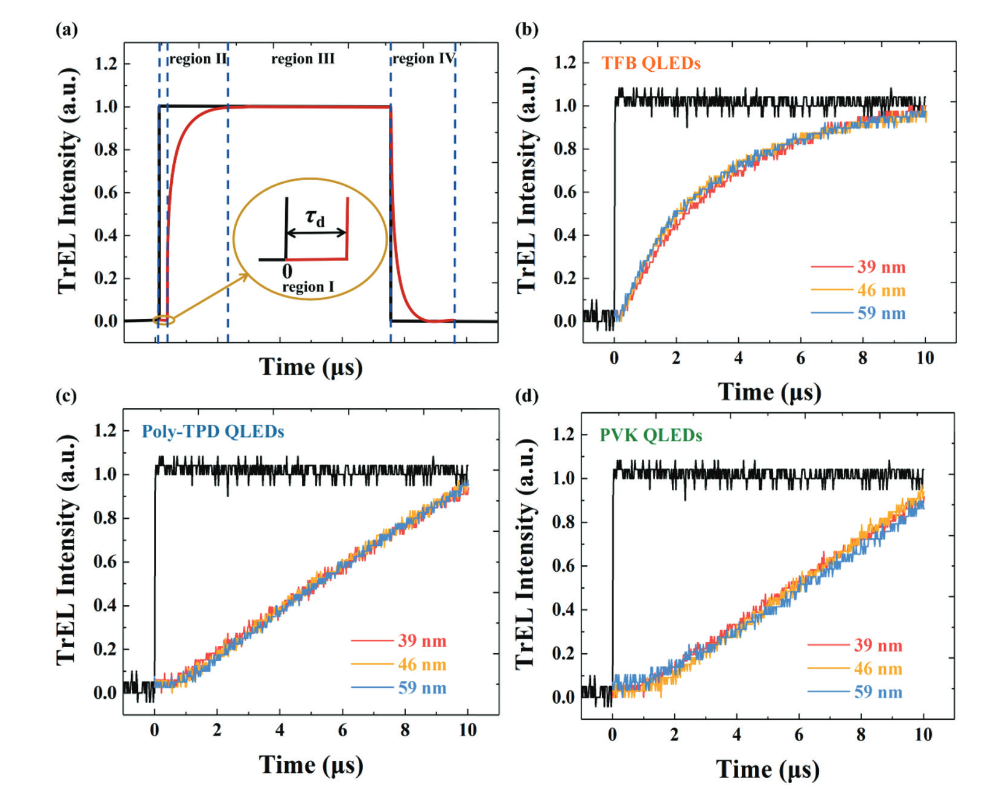 (a)
region II
region III
region IV
1.2
1.0
0.8
0.6
0.4
0.2
0.0
TrEL Intensity (a.u.)
τd
0
region I
Time (μs)
(b)
TFB QLEDs
1.2
1.0
0.8
0.6
0.4
0.2
0.0
TrEL Intensity (a.u.)
39 nm
46 nm
59 nm
0 2 4 6 8 10
Time (μs)
(c)
Poly-TPD QLEDs
1.2
1.0
0.8
0.6
0.4
0.2
0.0
TrEL Intensity (a.u.)
39 nm
46 nm
59 nm
0 2 4 6 8 10
Time (μs)
(d)
PVK QLEDs
1.2
1.0
0.8
0.6
0.4
0.2
0.0
TrEL Intensity (a.u.)
39 nm
46 nm
59 nm
0 2 4 6 8 10
Time (μs)